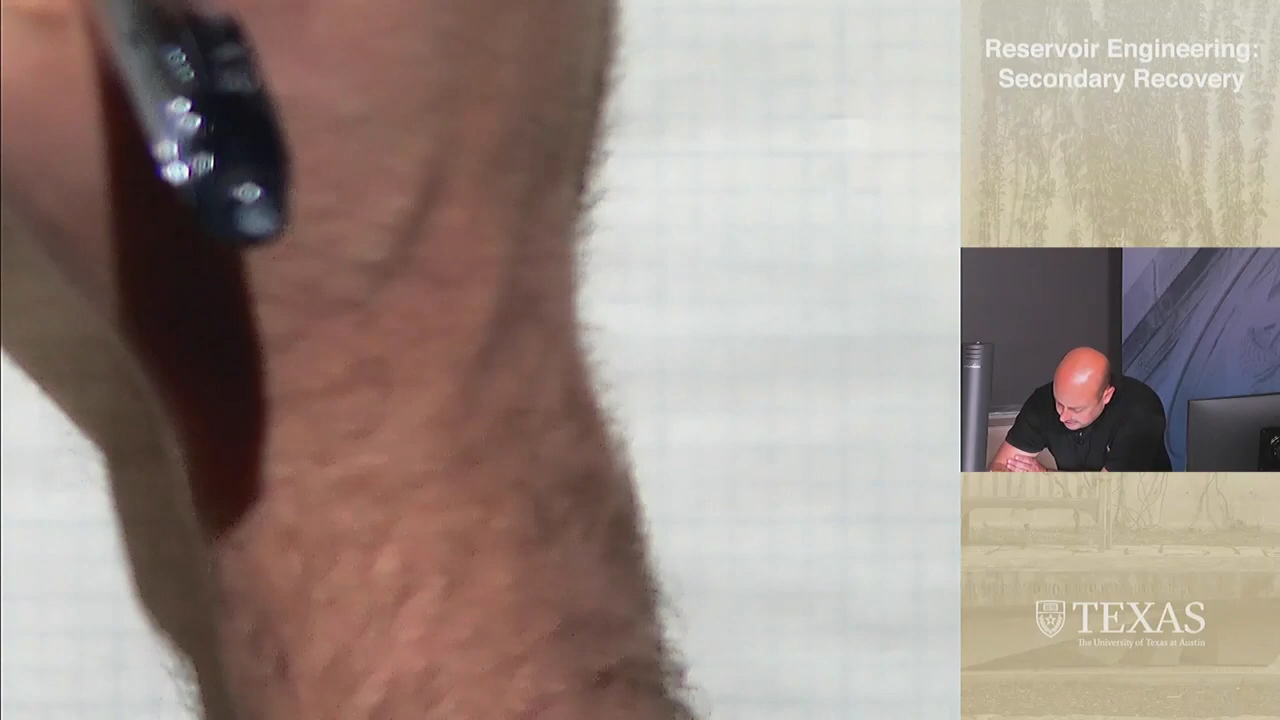 Reservoir Engineering:
Secondary Recovery
TEXAS
The University of Texas at Austin